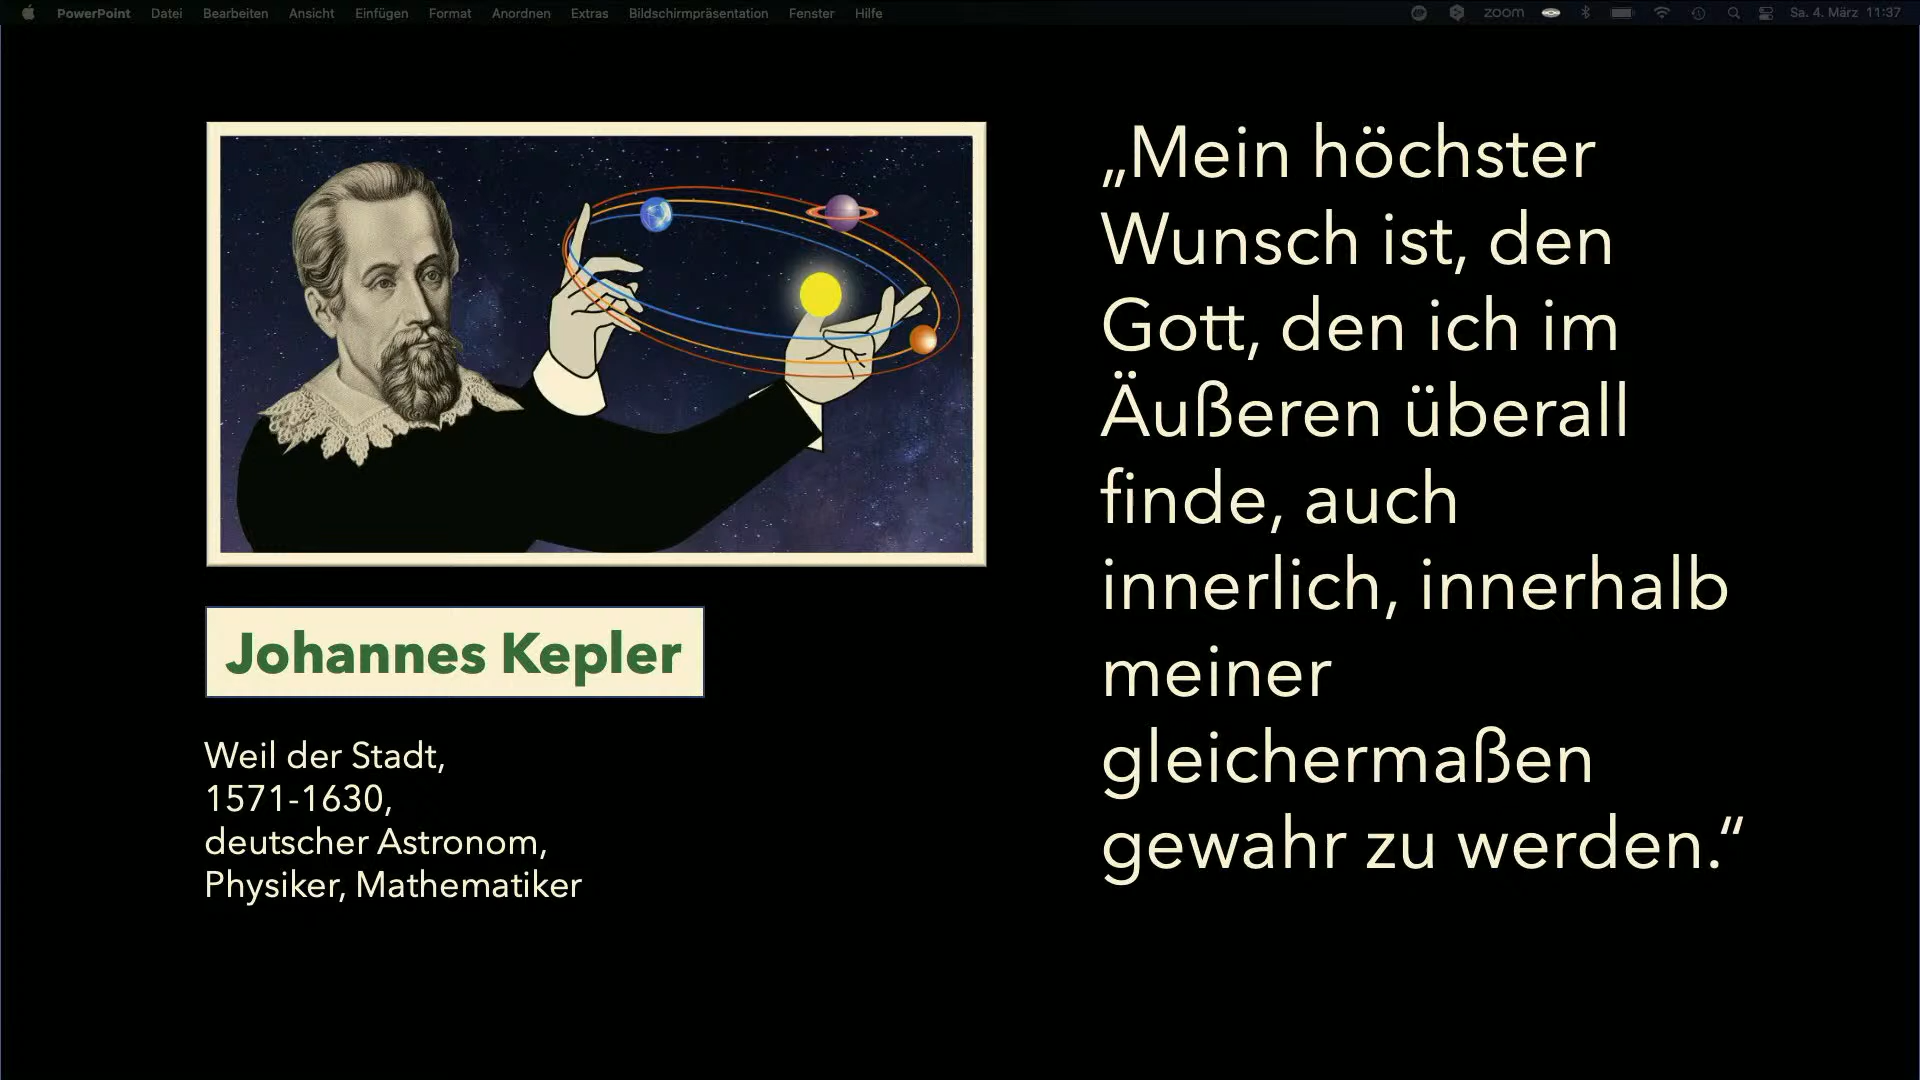 PowerPoint Datei Bearbeiten Ansicht Einfügen Format Anordnen Extras Bildschirmpräsentation Fenster Hilfe zoom Sa. 4. März 11:37
Johannes Kepler
Weil der Stadt,
1571-1630,
deutscher Astronom,
Physiker, Mathematiker
„Mein höchster
Wunsch ist, den
Gott, den ich im
Äußeren überall
finde, auch
innerlich, innerhalb
meiner
gleichermaßen
gewahr zu werden.“